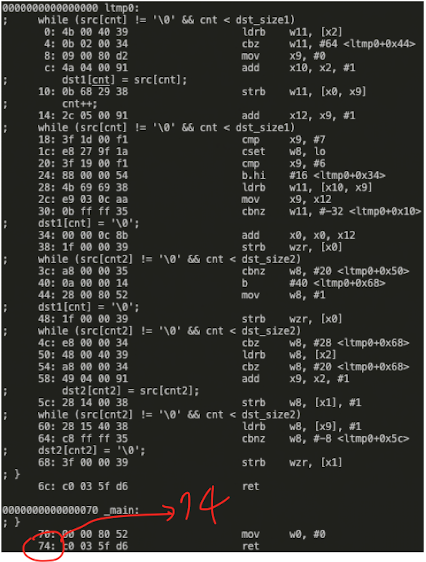 0000000000000000 ltmp0:
;     while (src[cnt] != '\0' && cnt < dst_size1)
0: 4b 00 40 39     ldrb    w11, [x2]
4: 0b 02 00 34     cbz     w11, #64 <ltmp0+0x44>
8: 09 00 80 d2     mov     x9, #0
c: 4a 04 00 91     add     x10, x2, #1
;         dst1[cnt] = src[cnt];
10: 0b 68 29 38     strb    w11, [x0, x9]
;         cnt++;
14: 2c 05 00 91     add     x12, x9, #1
;     while (src[cnt] != '\0' && cnt < dst_size1)
18: 3f 1d 00 f1     cmp     x9, #7
1c: e8 27 9f 1a     cset    w8, lo
20: 3f 19 00 f1     cmp     x9, #6
24: 88 00 00 54     b.hi    #16 <ltmp0+0x34>
28: 4b 69 69 38     ldrb    w11, [x10, x9]
2c: e9 03 0c aa     mov     x9, x12
30: 0b ff ff 35     cbnz    w11, #-32 <ltmp0+0x10>
;     dst1[cnt] = '\0';
34: 00 00 0c 8b     add     x0, x0, x12
38: 1f 00 00 39     strb    wzr, [x0]
;     while (src[cnt2] != '\0' && cnt < dst_size2)
3c: a8 00 00 35     cbnz    w8, #20 <ltmp0+0x50>
40: 0a 00 00 14     b       #40 <ltmp0+0x68>
44: 28 00 80 52     mov     w8, #1
;     dst1[cnt] = '\0';
48: 1f 00 00 39     strb    wzr, [x0]
;     while (src[cnt2] != '\0' && cnt < dst_size2)
4c: e8 00 00 34     cbz     w8, #28 <ltmp0+0x68>
50: 48 00 40 39     ldrb    w8, [x2]
54: a8 00 00 34     cbz     w8, #20 <ltmp0+0x68>
58: 49 04 00 91     add     x9, x2, #1
;         dst2[cnt2] = src[cnt2];
5c: 28 14 00 38     strb    w8, [x1], #1
;     while (src[cnt2] != '\0' && cnt < dst_size2)
60: 28 15 40 38     ldrb    w8, [x9], #1
64: c8 ff ff 35     cbnz    w8, #-8 <ltmp0+0x5c>
;     dst2[cnt2] = '\0';
68: 3f 00 00 39     strb    wzr, [x1]
; }
6c: c0 03 5f d6     ret
0000000000000070 _main:
; }
70: 00 00 80 52     mov     w0, #0
74: c0 03 5f d6     ret
74